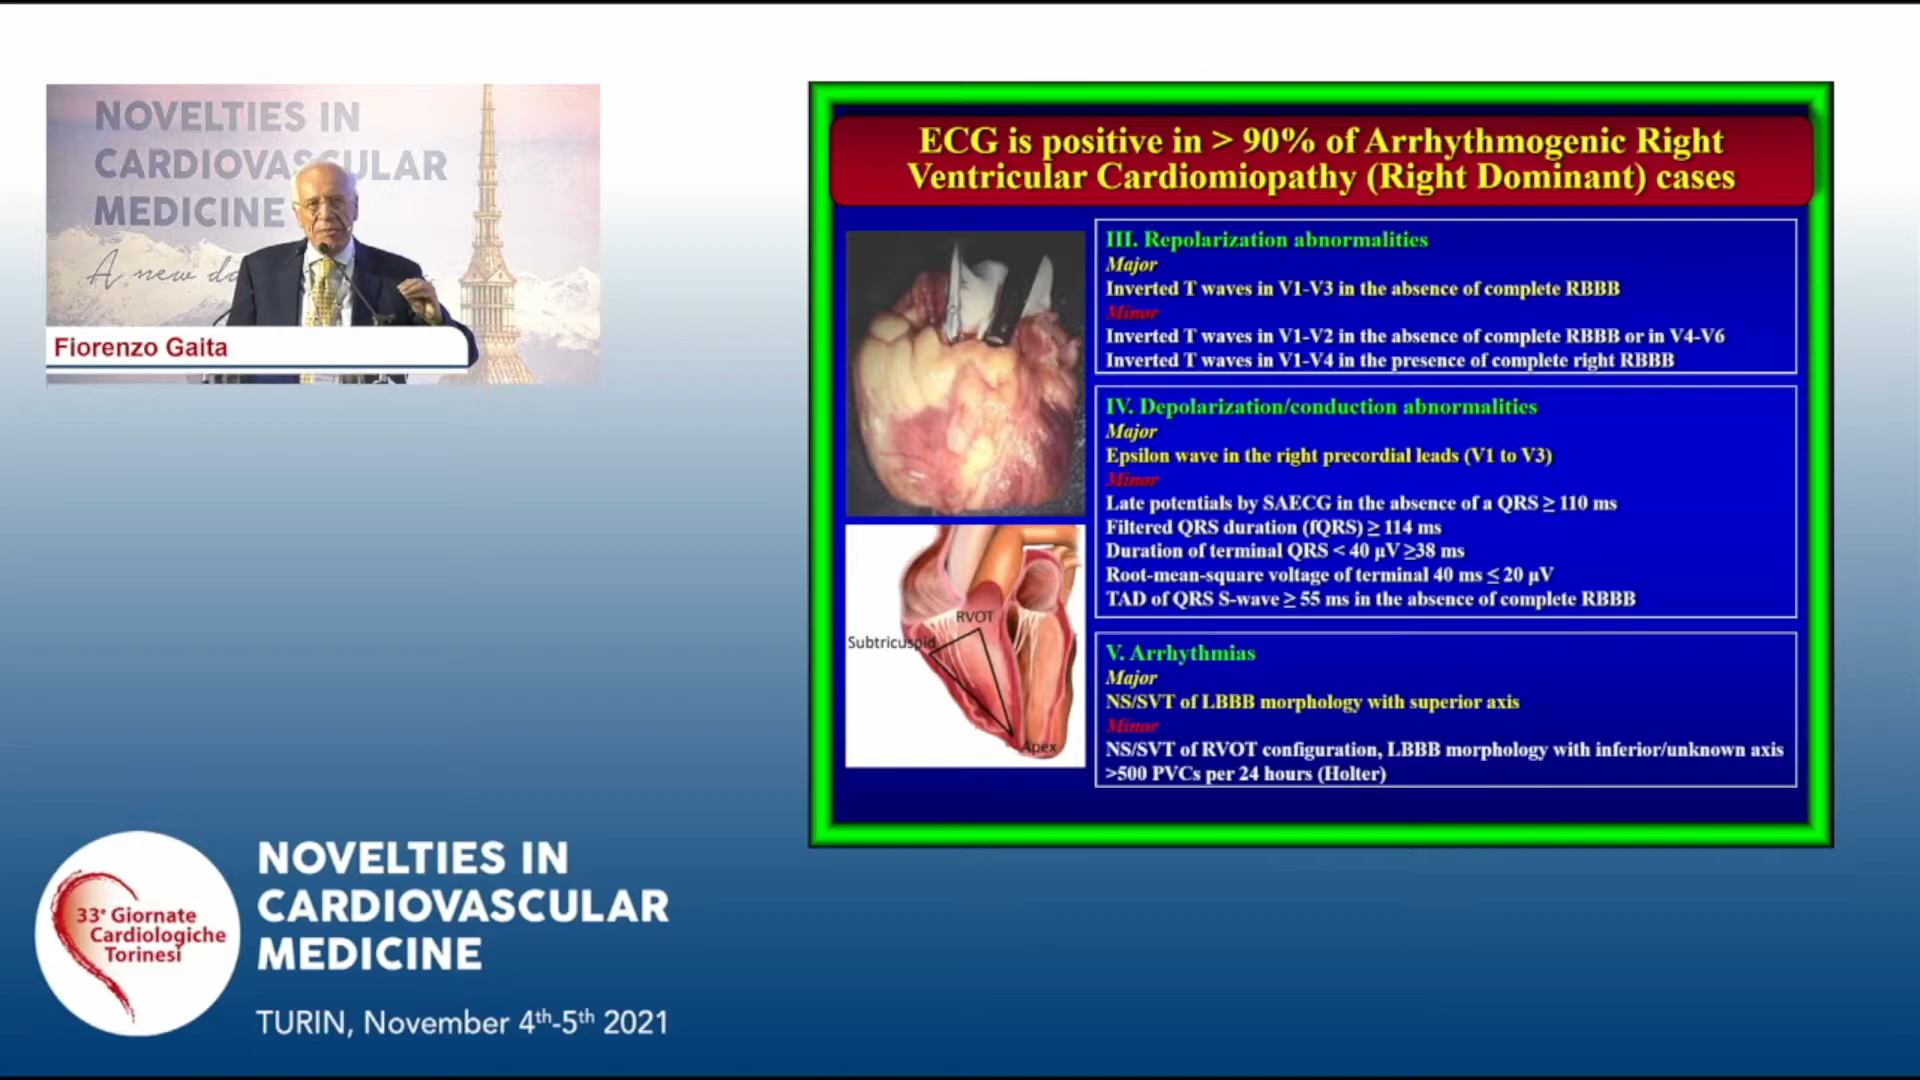 NOVELTIES IN
CARDIOVASCULAR
MEDICINE
A new da
Fiorenzo Gaita
ECG is positive in > 90% of Arrhythmogenic Right
Ventricular Cardiomiopathy (Right Dominant) cases
III. Repolarization abnormalities
Major
Inverted T waves in V1-V3 in the absence of complete RBBB
Minor
Inverted T waves in V1-V2 in the absence of complete RBBB or in V4-V6
Inverted T waves in V1-V4 in the presence of complete right RBBB
IV. Depolarization/conduction abnormalities
Major
Epsilon wave in the right precordial leads (V1 to V3)
Minor
Late potentials by SAECG in the absence of a QRS ≥ 110 ms
Filtered QRS duration (fQRS) ≥ 114 ms
Duration of terminal QRS < 40 µV ≥38 ms
Root-mean-square voltage of terminal 40 ms ≤ 20 µV
TAD of QRS S-wave ≥ 55 ms in the absence of complete RBBB
V. Arrhythmias
Major
NS/SVT of LBBB morphology with superior axis
Minor
NS/SVT of RVOT configuration, LBBB morphology with inferior/unknown axis
>500 PVCs per 24 hours (Holter)
RVOT
Subtricuspid
Apex
33° Giornate
Cardiologiche
Torinesi
NOVELTIES IN
CARDIOVASCULAR
MEDICINE
TURIN, November 4th-5th 2021